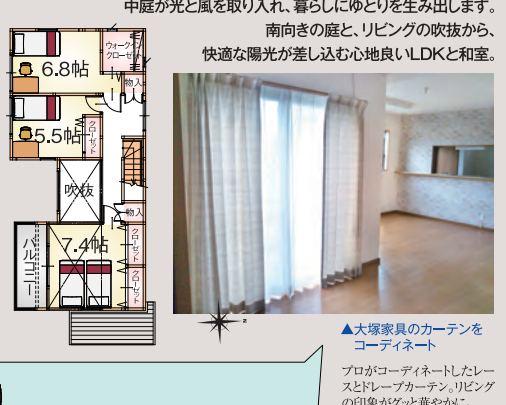 中庭が光と風を取り入れ、暮らしにゆとりを生み出します。
南向きの庭と、リビングの吹抜から、
快適な陽光が差し込む心地良いLDKと和室。
6.8帖
ウォークイン
クローゼット
物入
5.5帖
クローゼット
吹抜
物入
7.4帖
クローゼット
クローゼット
バルコニー
▲大塚家具のカーテンを
コーディネート
プロがコーディネートしたレー
スとドレープカーテン。リビング
の印象がグッと華やかに。